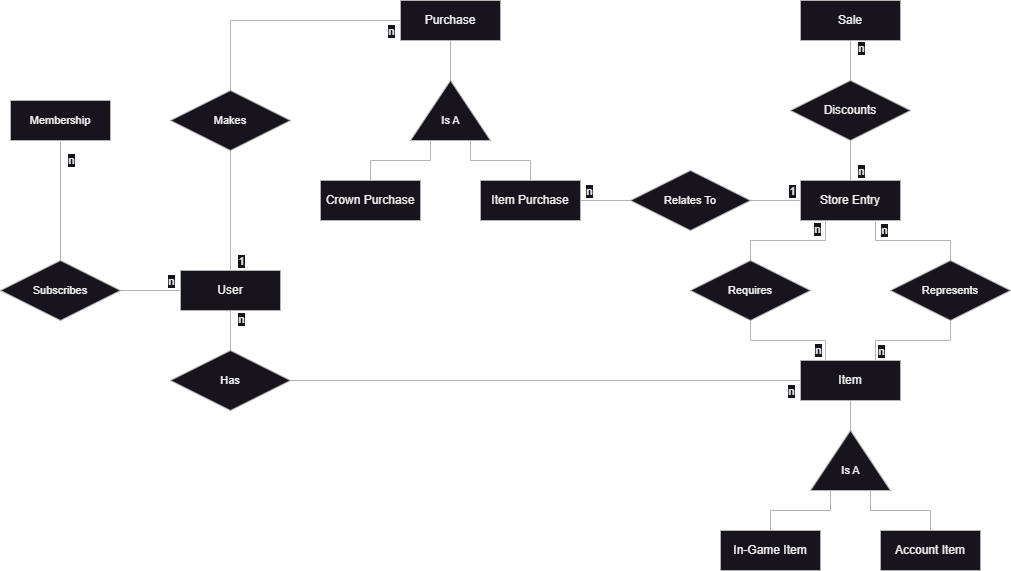 Purchase
Sale
n
n
Membership
Makes
Is A
Discounts
n
n
Crown Purchase
Item Purchase
n
Relates To
1
Store Entry
n
n
1
n
Subscribes
User
Requires
Represents
n
n
n
Has
Item
n
Is A
In-Game Item
Account Item